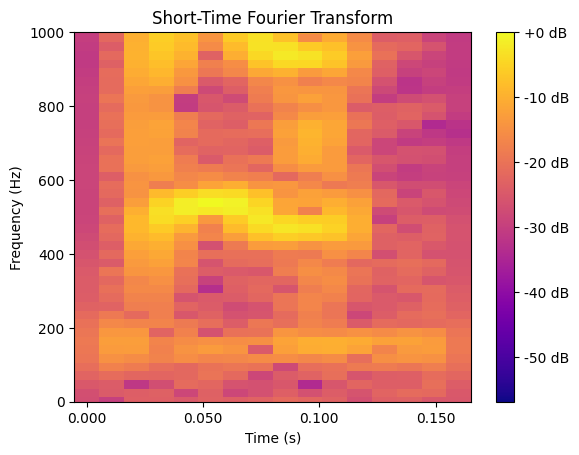 Short-Time Fourier Transform
1000
800
600
400
200
0
Frequency (Hz)
0.000
0.050
0.100
0.150
Time (s)
+0 dB
-10 dB
-20 dB
-30 dB
-40 dB
-50 dB